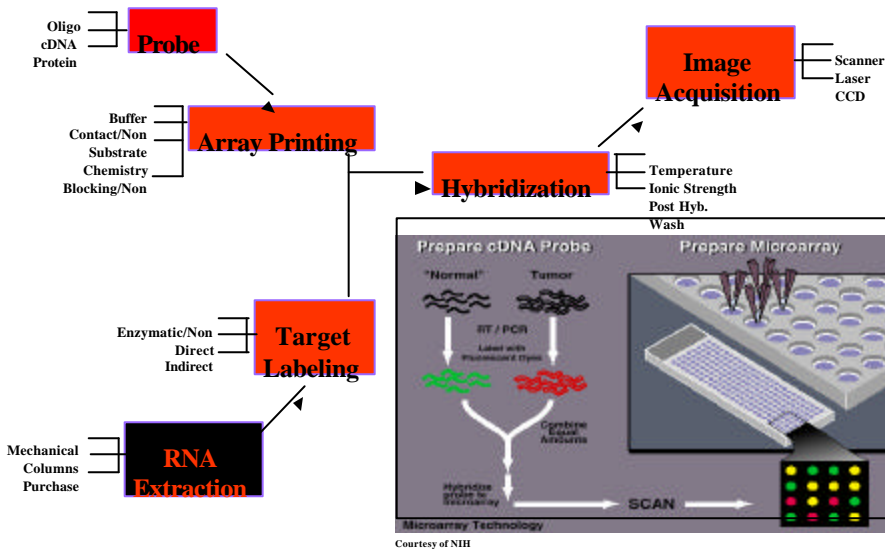 Oligo
cDNA
Protein
Probe
Buffer
Contact/Non
Substrate
Chemistry
Blocking/Non
Array Printing
Image
Acquisition
Scanner
Laser
CCD
Hybridization
Temperature
Ionic Strength
Post Hyb.
Wash
Enzymatic/Non
Direct
Indirect
Target
Labeling
Mechanical
Columns
Purchase
RNA
Extraction
Prepare cDNA Probe
Prepare Microarray
"Normal"
Tumor
RT / PCR
Label with
Fluorescent Dyes
Combine
Equal
Amounts
Hybridize
probe to
microarray
SCAN
Microarray Technology
Courtesy of NIH